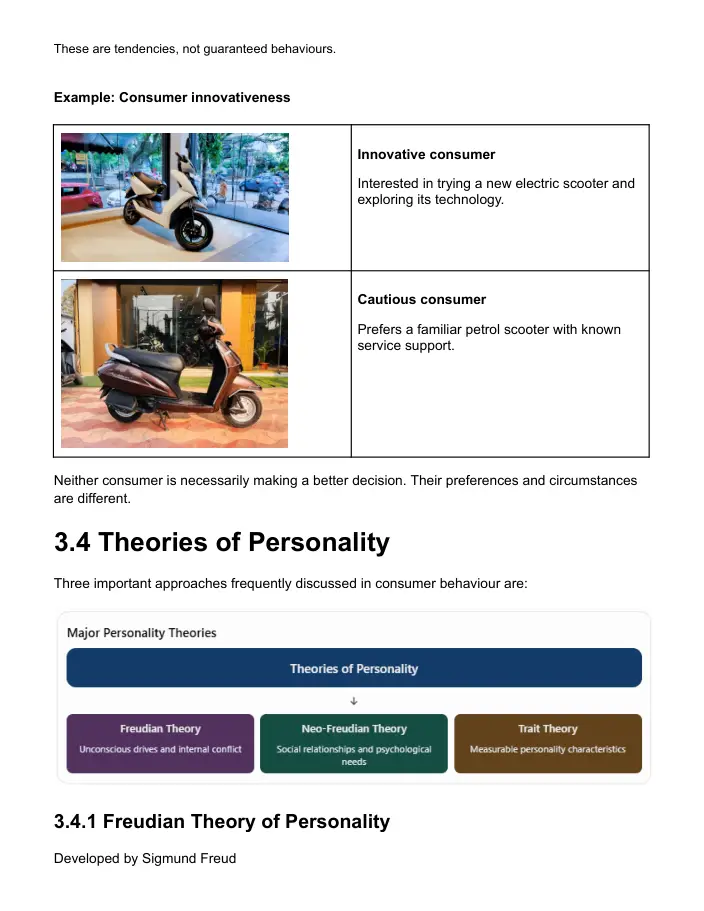 These are tendencies, not guaranteed behaviours.
Example: Consumer innovativeness
Innovative consumer
Interested in trying a new electric scooter and
exploring its technology.
Cautious consumer
Prefers a familiar petrol scooter with known
service support.
Neither consumer is necessarily making a better decision. Their preferences and circumstances
are different.
3.4 Theories of Personality
Three important approaches frequently discussed in consumer behaviour are:
Major Personality Theories
Theories of Personality
↓
Freudian Theory
Unconscious drives and internal conflict
Neo-Freudian Theory
Social relationships and psychological
needs
Trait Theory
Measurable personality characteristics
3.4.1 Freudian Theory of Personality
Developed by Sigmund Freud